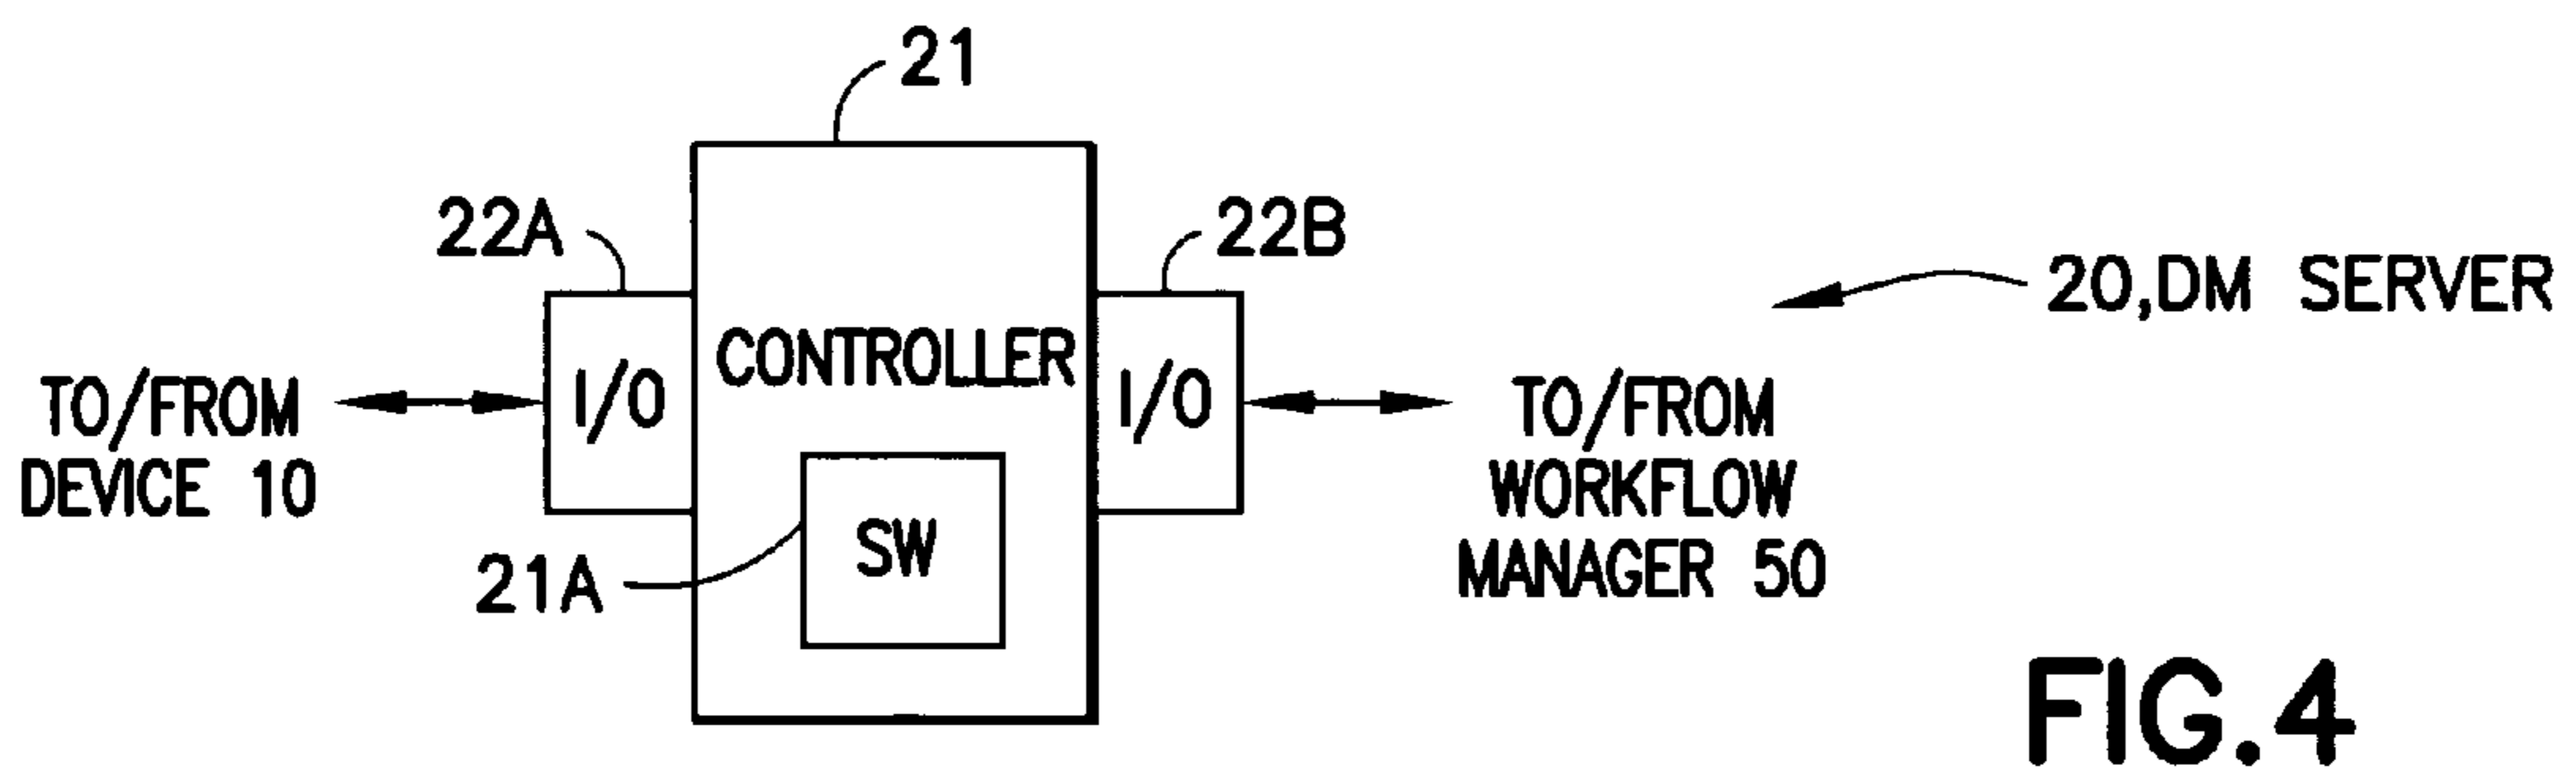 21
22A
22B
20,DM SERVER
CONTROLLER
I/O
I/O
TO/FROM
DEVICE 10
TO/FROM
WORKFLOW
MANAGER 50
SW
21A
FIG.4